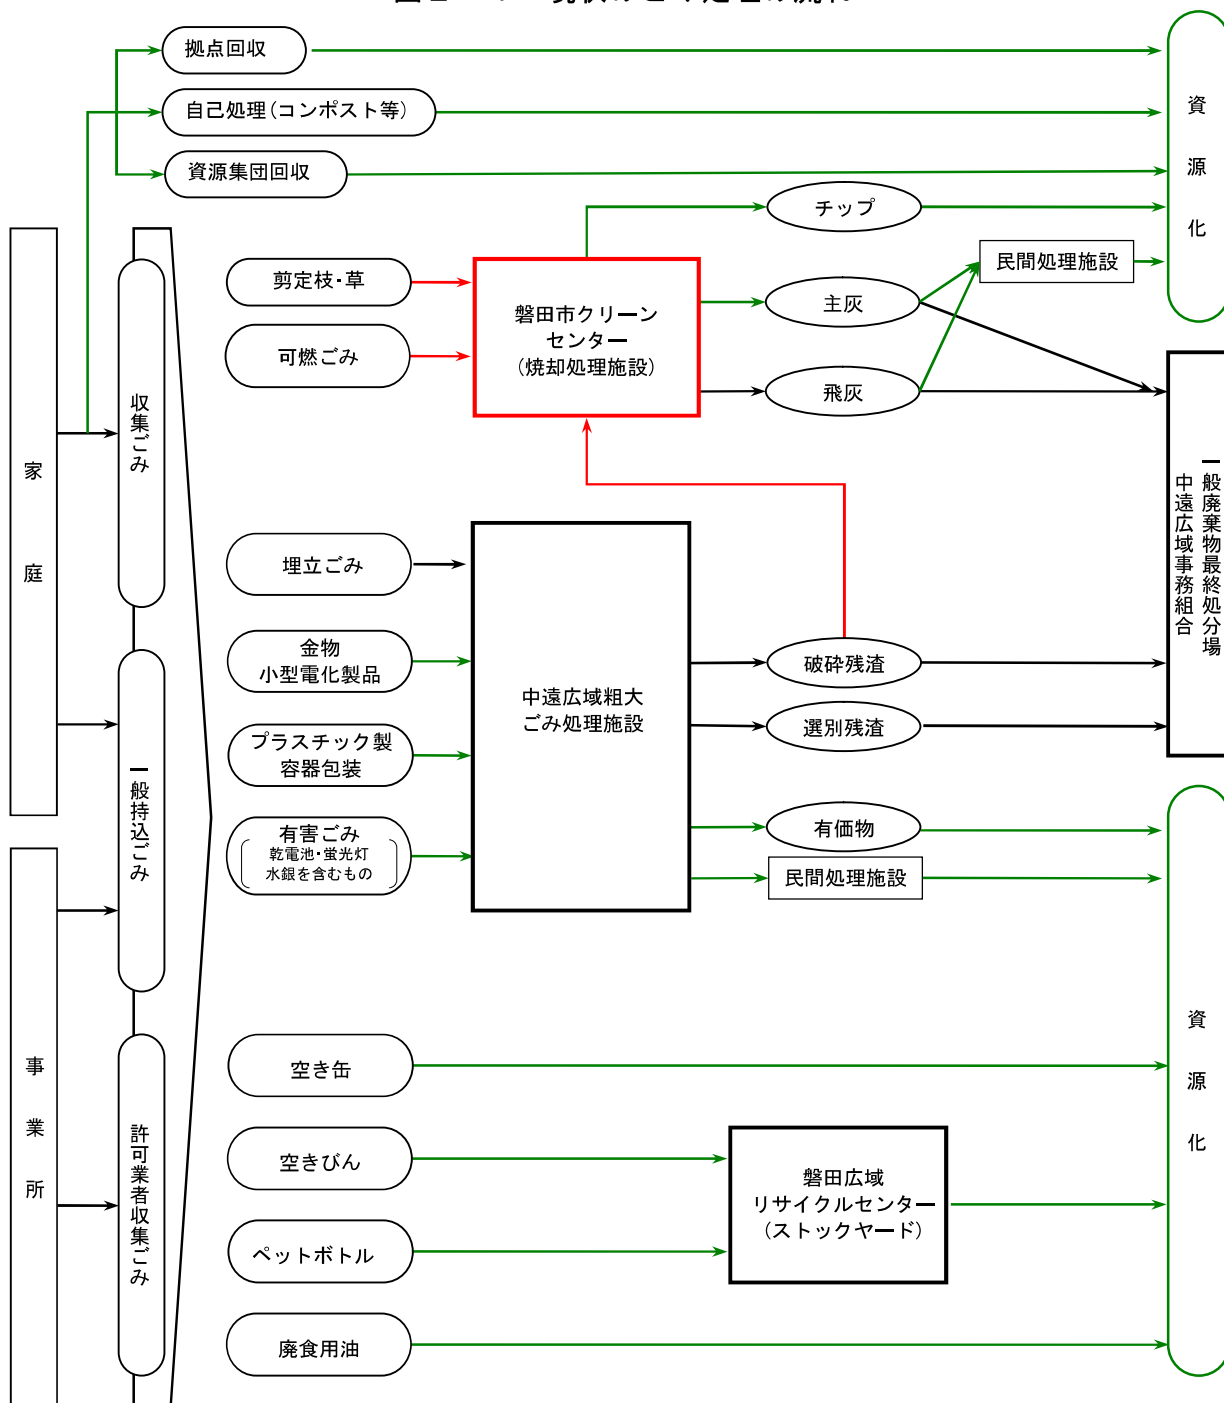 拠点回収
自己処理(コンポスト等)
資源集団回収
資源化
チップ
民間処理施設
剪定枝・草
磐田市クリーン
センター
(焼却処理施設)
主灰
可燃ごみ
飛灰
収集ごみ
家庭
一般廃棄物最終処分場
中遠広域事務組合
埋立ごみ
金物
小型電化製品
中遠広域粗大
ごみ処理施設
破砕残渣
選別残渣
プラスチック製
容器包装
一般持込ごみ
有害ごみ
乾電池・蛍光灯
水銀を含むもの
有価物
民間処理施設
資源化
事業所
許可業者収集ごみ
空き缶
空きびん
磐田広域
リサイクルセンター
(ストックヤード)
ペットボトル
廃食用油